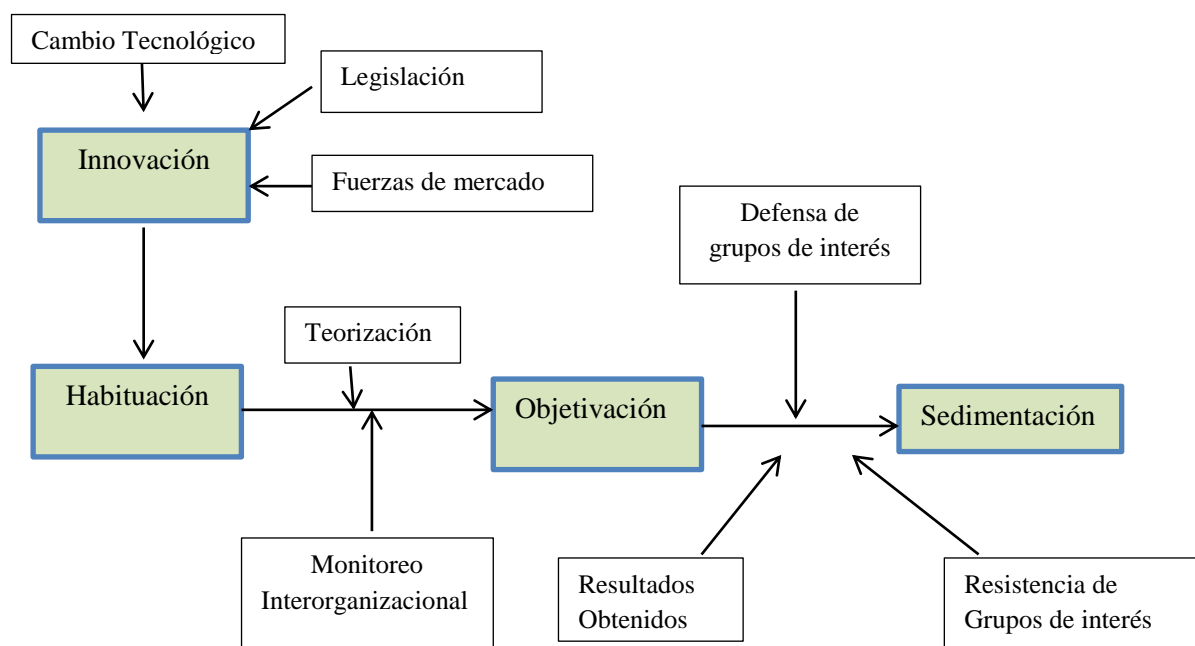 Cambio Tecnológico
Legislación
Innovación
Fuerzas de mercado
Defensa de
grupos de interés
Teorización
Habituación
Objetivación
Sedimentación
Monitoreo
Interorganizacional
Resultados
Obtenidos
Resistencia de
Grupos de interés